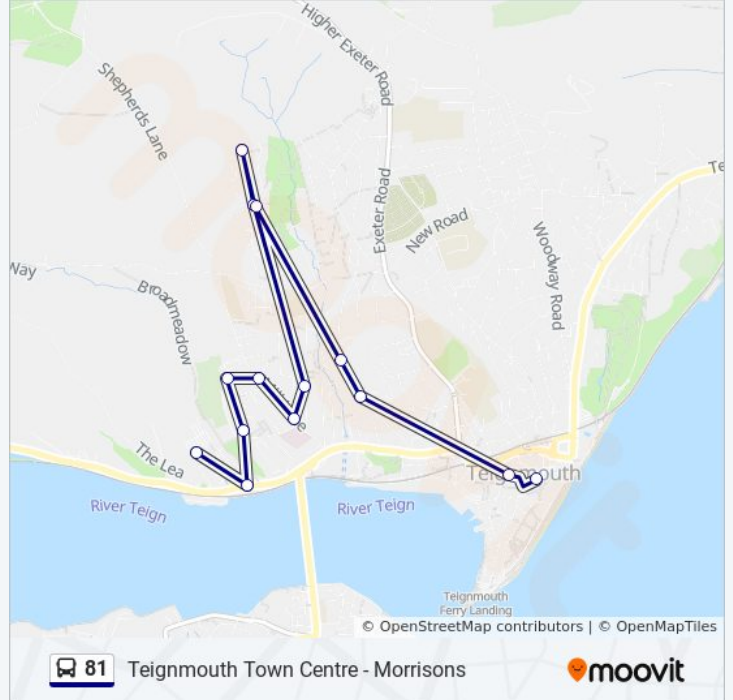 Higher Exeter Road
Shepherds Lane
Exeter Road
New Road
Woodway Road
Te
Way
Broadmeadow
The Lea
e
Teignmouth
River Teign
River Teign
Teignmouth
Ferry Landing
© OpenStreetMap contributors | © OpenMapTiles
81 Teignmouth Town Centre - Morrisons moovit